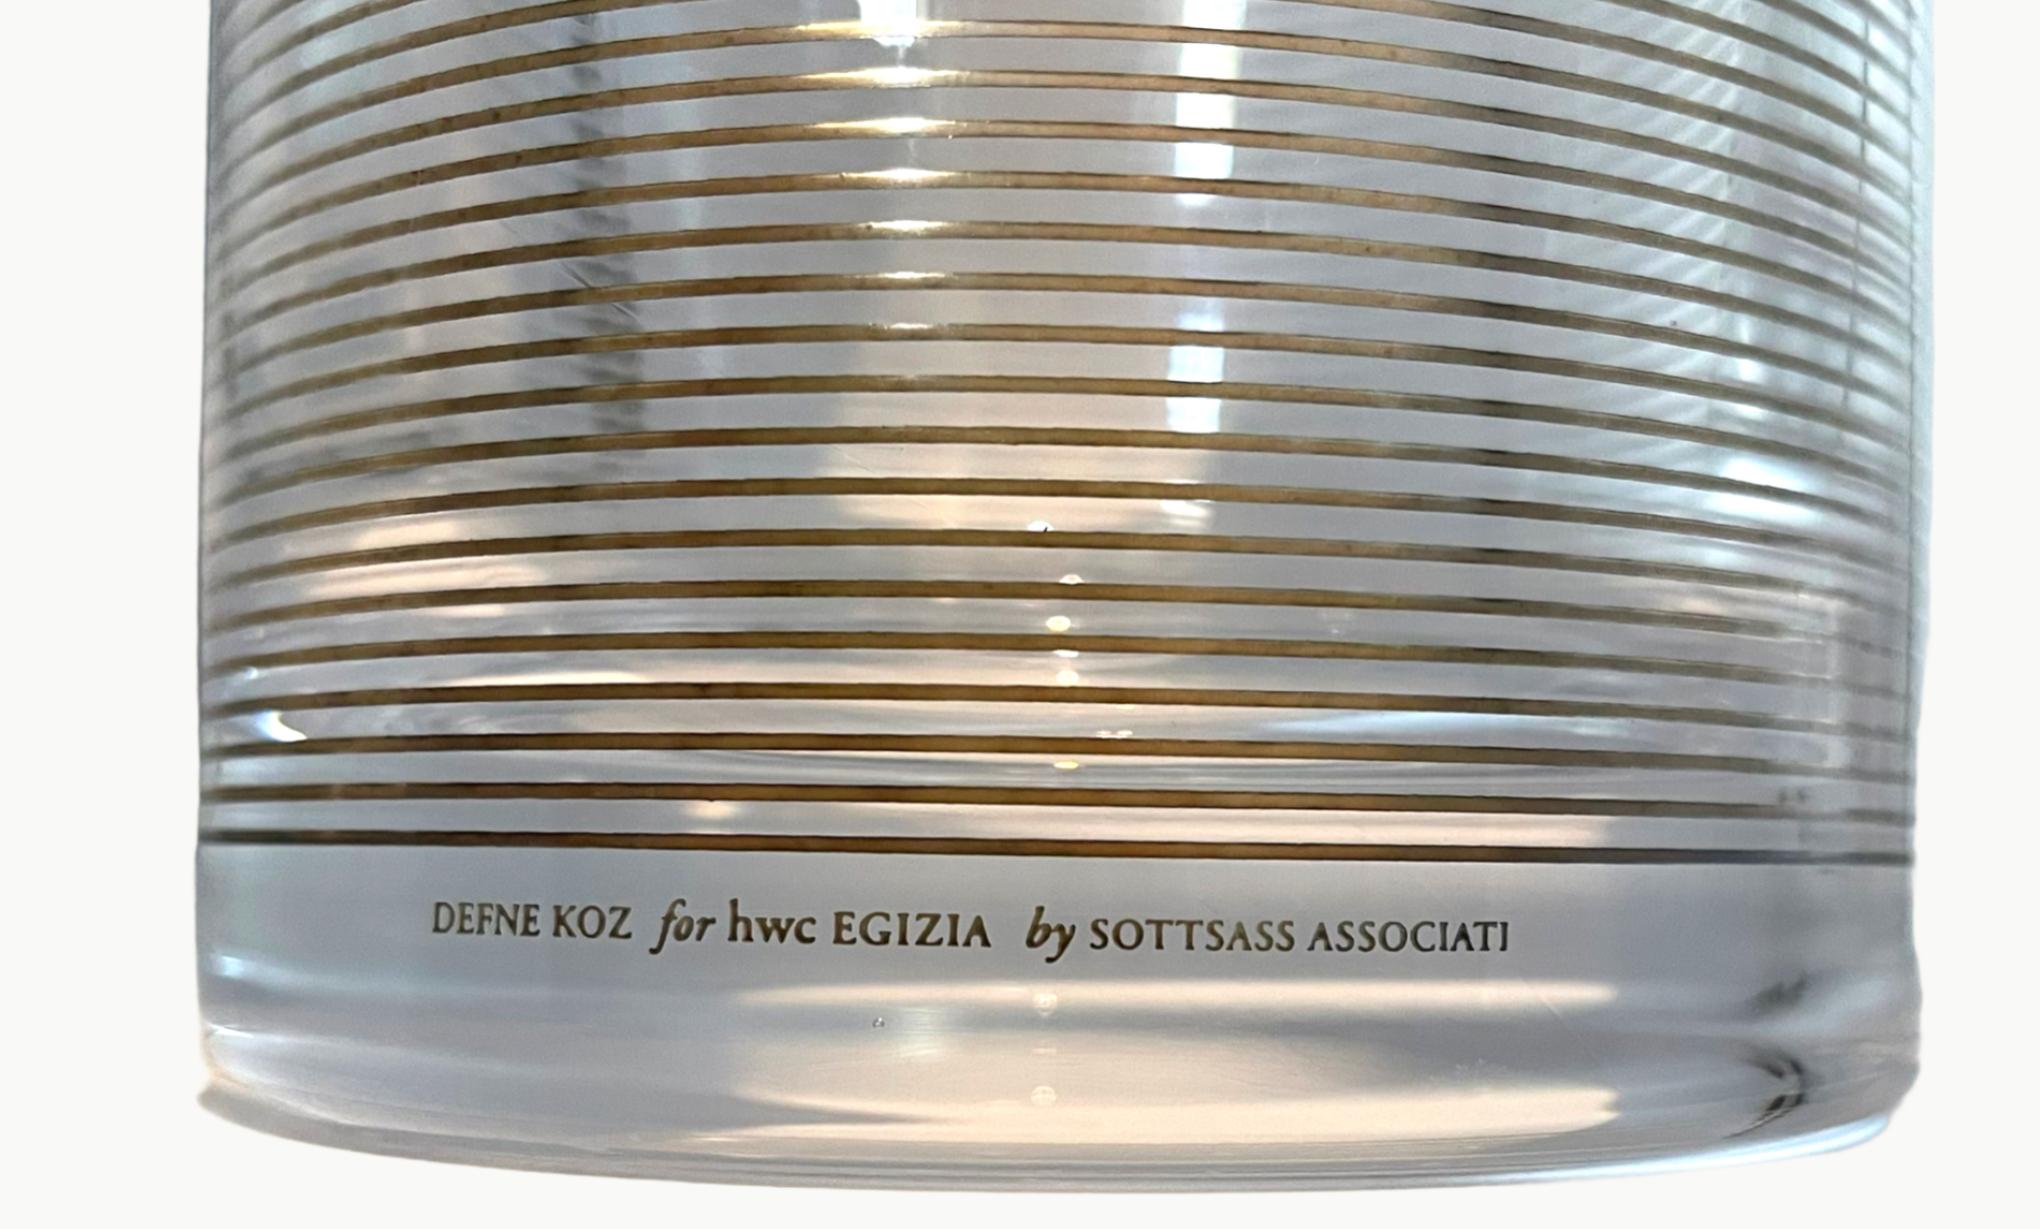 DEFNE KOZ for hwc EGIZIA by SOTTSASS ASSOCIATI